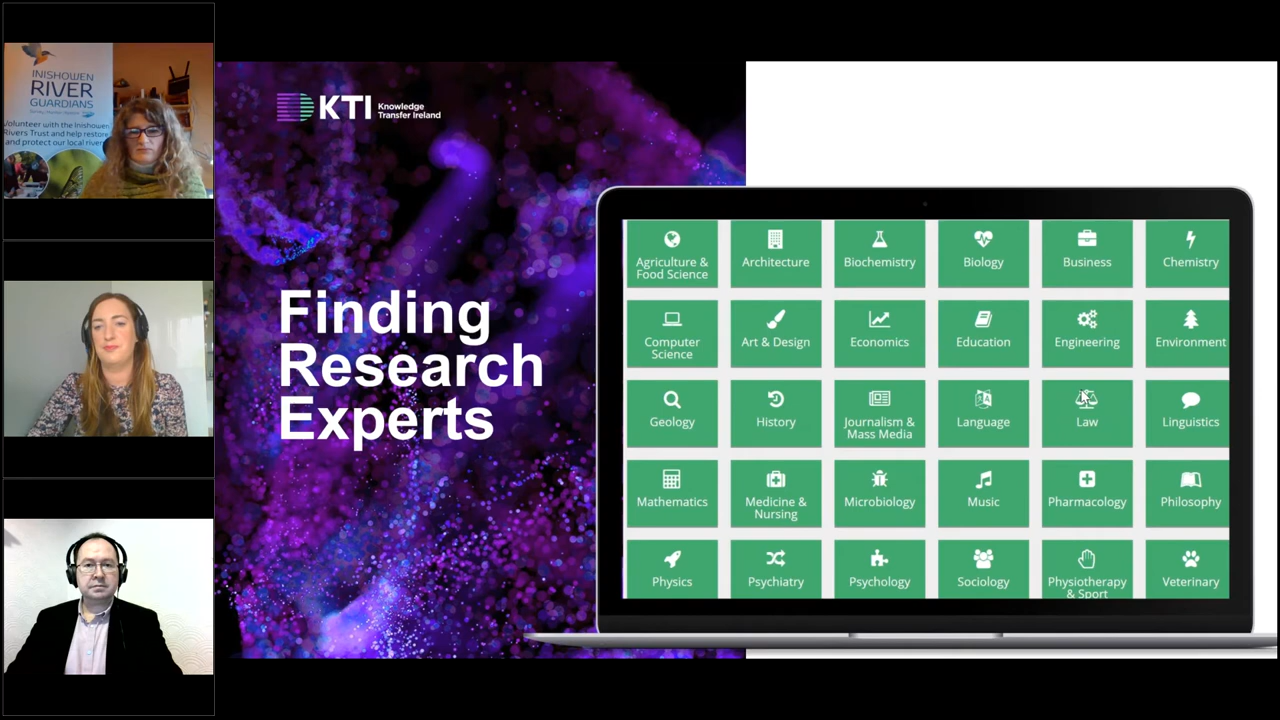 INISHOWEN
RIVER
GUARDIANS
Volunteer with the Inishowen
Rivers Trust and help restore
and protect our local rivers
KTI
Knowledge
Transfer Ireland
Finding
Research
Experts
Agriculture &
Food Science
Architecture
Biochemistry
Biology
Business
Chemistry
Computer
Science
Art & Design
Economics
Education
Engineering
Environment
Geology
History
Journalism &
Mass Media
Language
Law
Linguistics
Mathematics
Medicine &
Nursing
Microbiology
Music
Pharmacology
Philosophy
Physics
Psychiatry
Psychology
Sociology
Physiotherapy
& Sport
Veterinary